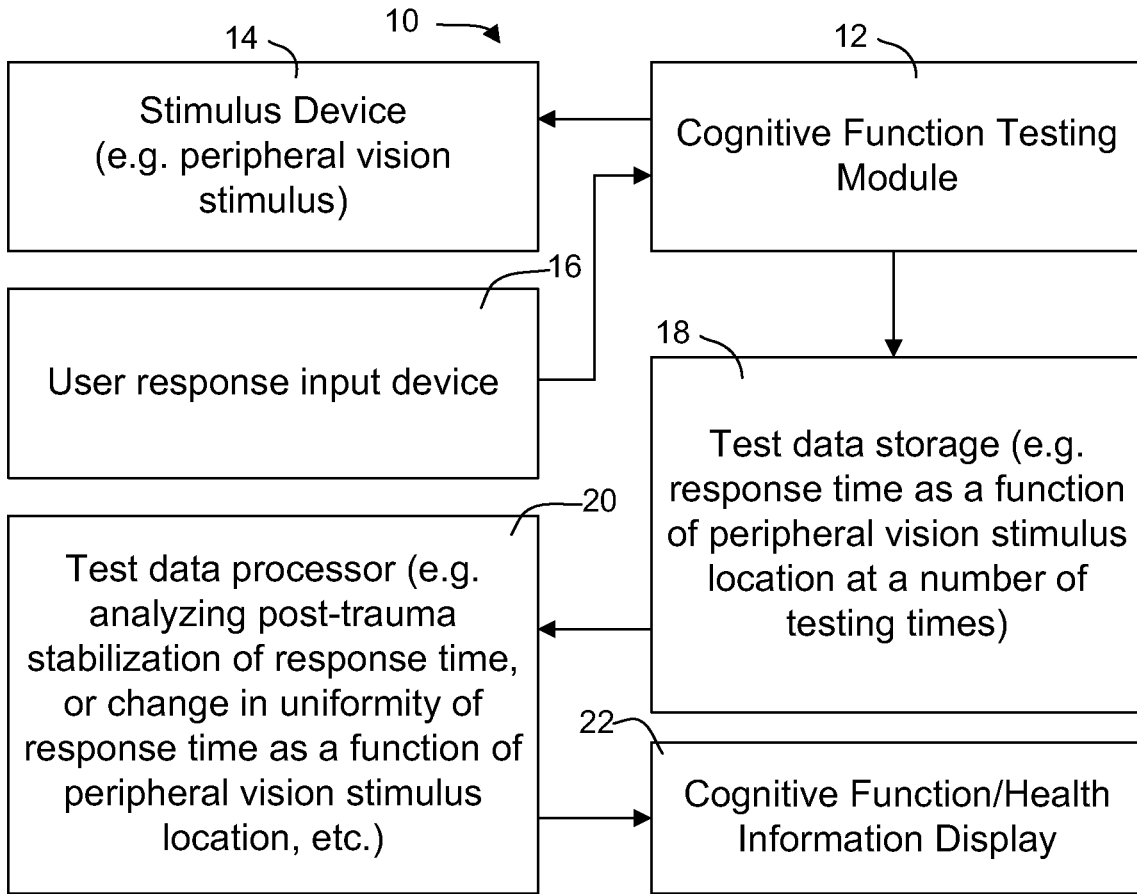 10
14
Stimulus Device
(e.g. peripheral vision
stimulus)
12
Cognitive Function Testing
Module
16
User response input device
18
Test data storage (e.g.
response time as a function
of peripheral vision stimulus
location at a number of
testing times)
20
Test data processor (e.g.
analyzing post-trauma
stabilization of response time,
or change in uniformity of
response time as a function of
peripheral vision stimulus
location, etc.)
22
Cognitive Function/Health
Information Display